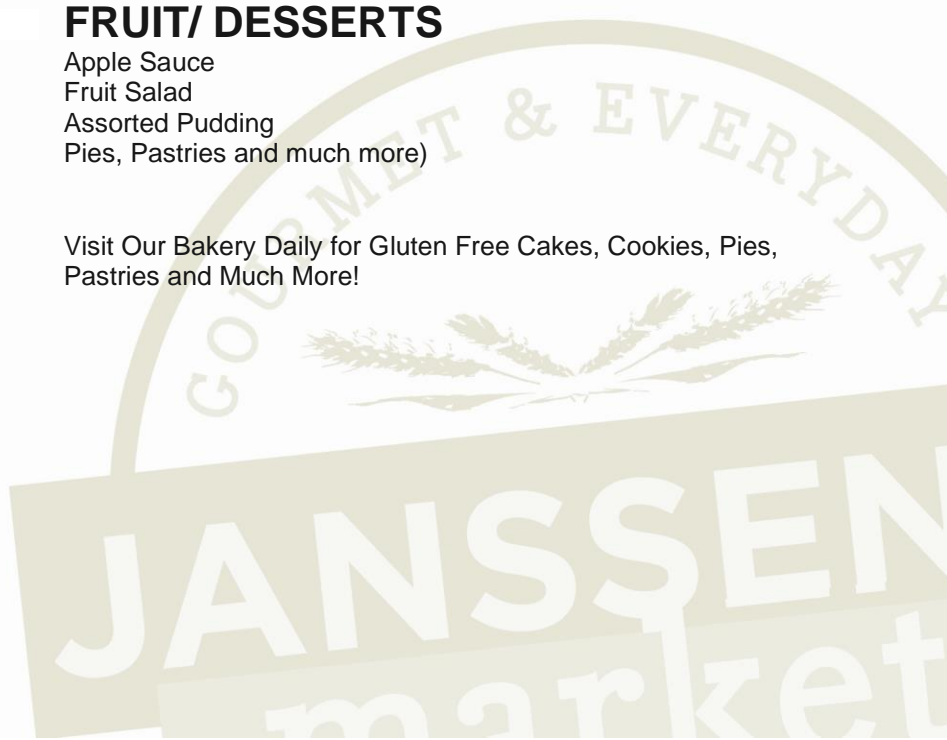 FRUIT/ DESSERTS
Apple Sauce
Fruit Salad
Assorted Pudding
Pies, Pastries and much more)
Visit Our Bakery Daily for Gluten Free Cakes, Cookies, Pies,
Pastries and Much More!
GOURMET & EVERYDAY
JANSSEN
market